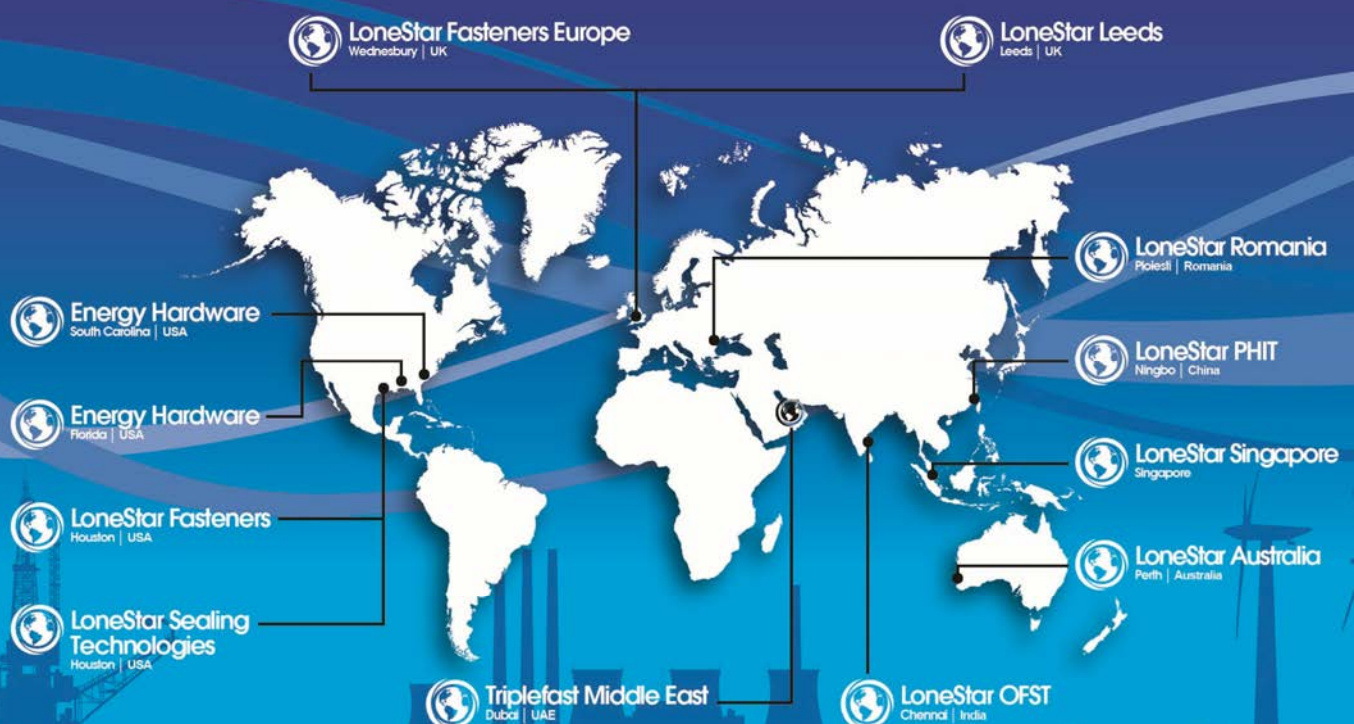 LoneStar Fasteners Europe
Wednesbury | UK
LoneStar Leeds
Leeds | UK
LoneStar Romania
Ploiesti | Romania
Energy Hardware
South Carolina | USA
LoneStar PHIT
Ningbo | China
Energy Hardware
Florida | USA
LoneStar Singapore
Singapore
LoneStar Fasteners
Houston | USA
LoneStar Australia
Perth | Australia
LoneStar Sealing
Technologies
Houston | USA
Triplefast Middle East
Dubai | UAE
LoneStar OFST
Chennai | India